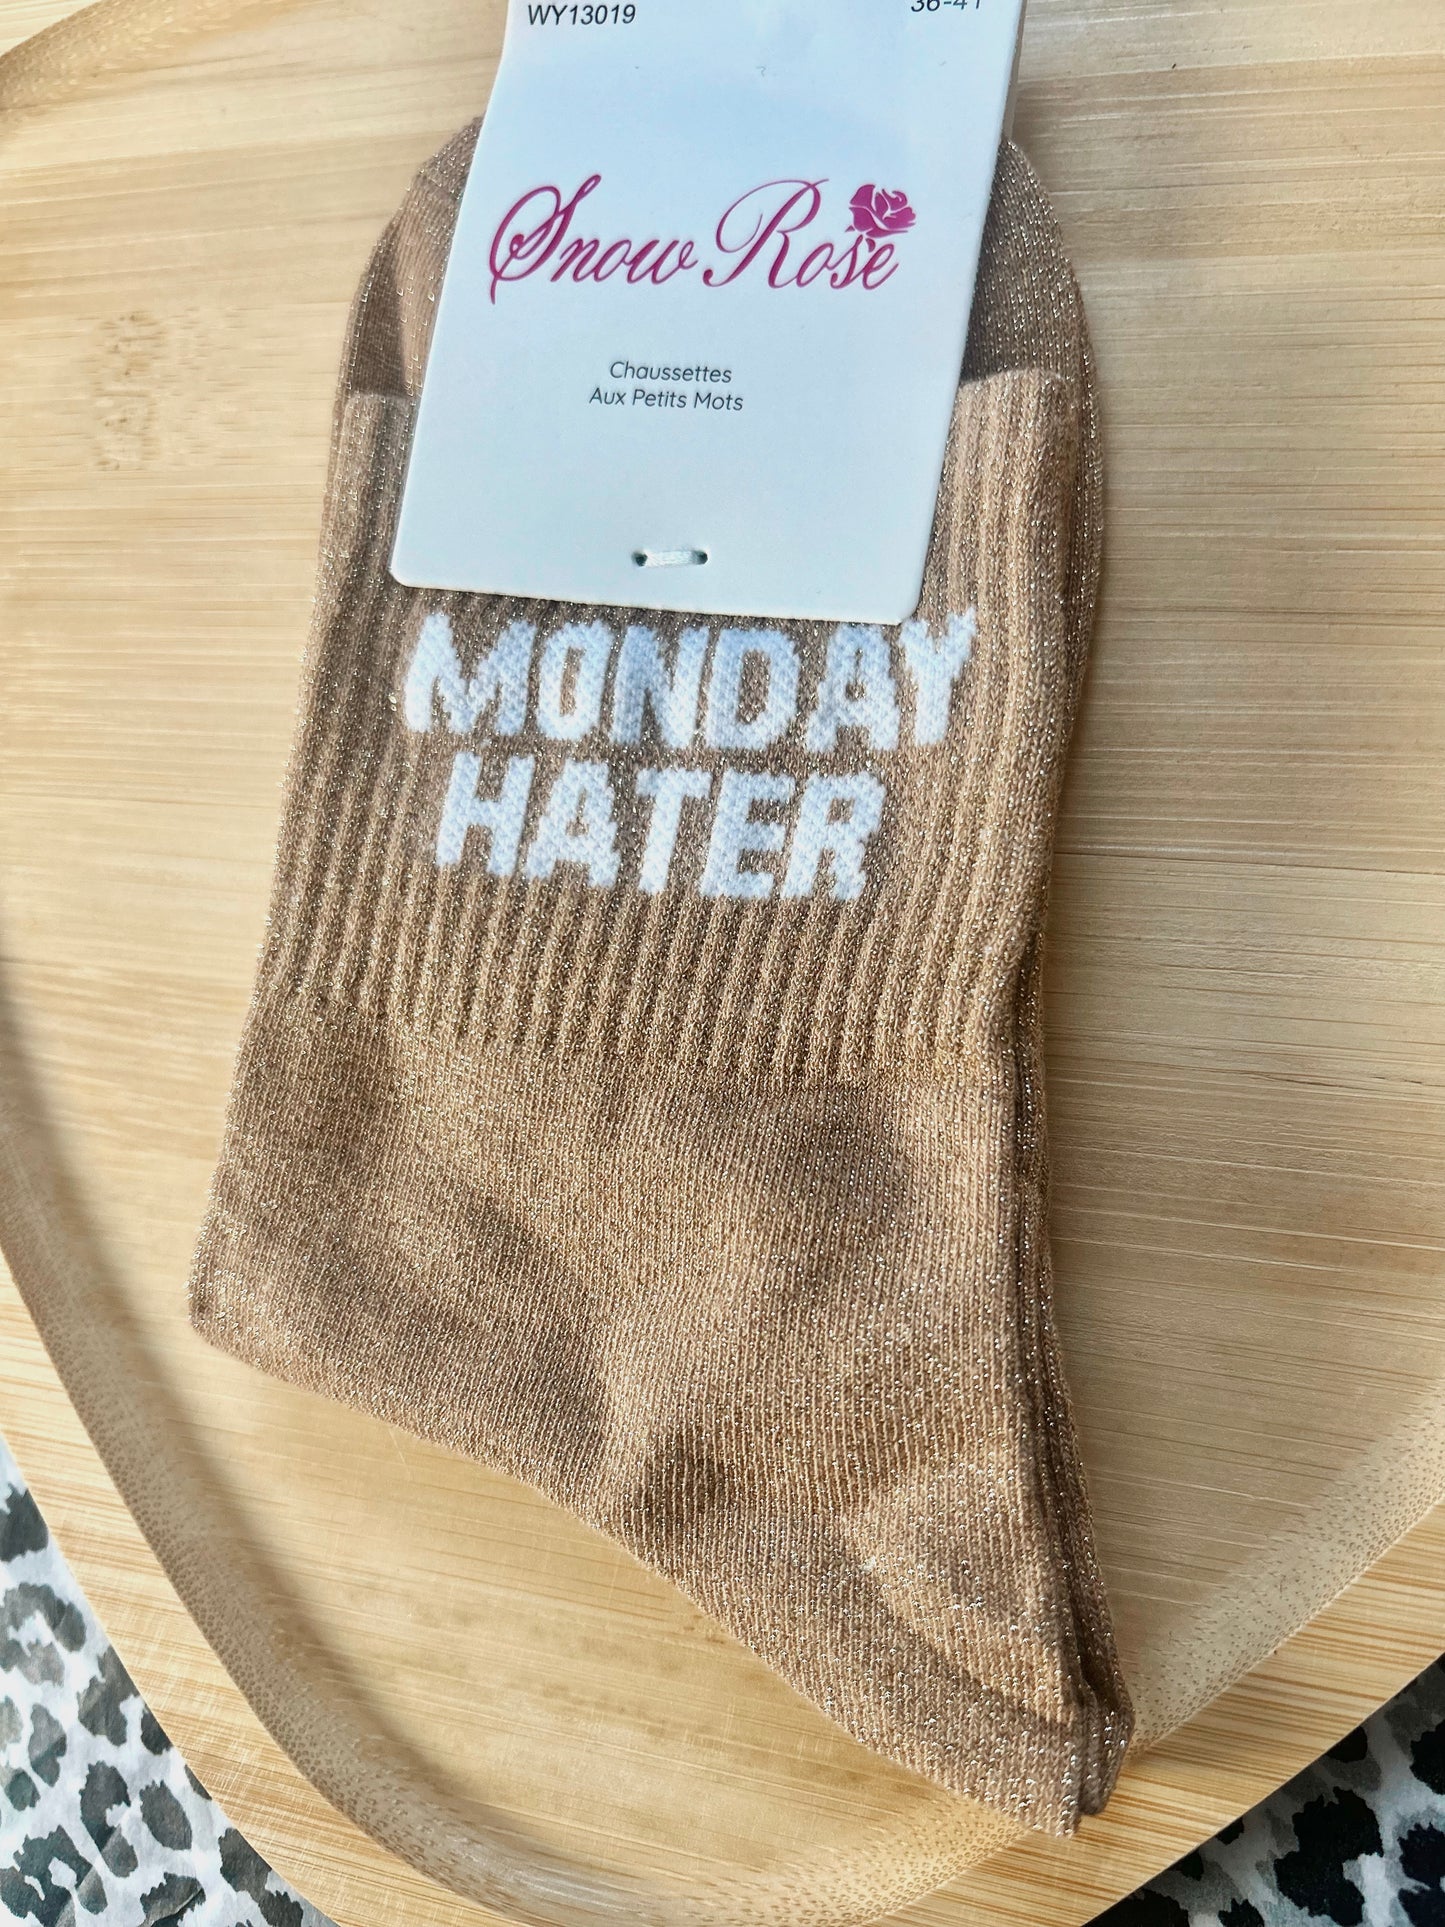 WY13019 36-41
Snow Rose
Chaussettes
Aux Petits Mots
MONDAY
HATER